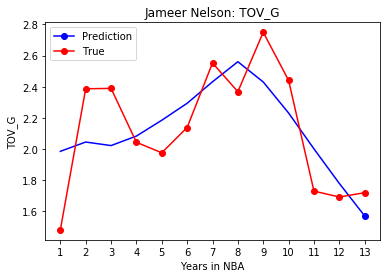 Jameer Nelson: TOV_G
Prediction
True
2.8
2.6
2.4
2.2
2.0
1.8
1.6
TOV_G
1 2 3 4 5 6 7 8 9 10 11 12 13
Years in NBA